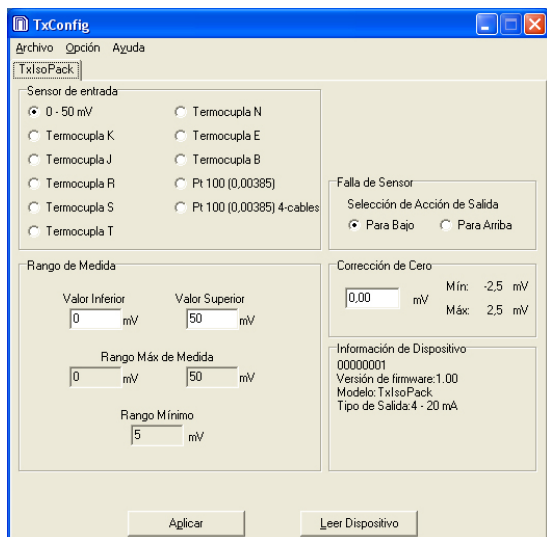 TxConfig
Archivo Opción Ayuda
TxIsoPack
Sensor de entrada
0 - 50 mV
Termocupla K
Termocupla J
Termocupla R
Termocupla S
Termocupla T
Termocupla N
Termocupla E
Termocupla B
Pt 100 (0,00385)
Pt 100 (0,00385) 4-cables
Falla de Sensor
Selección de Acción de Salida
Para Bajo Para Arriba
Rango de Medida
Valor Inferior Valor Superior
0 mV 50 mV
Rango Máx de Medida
0 mV 50 mV
Rango Mínimo
5 mV
Corrección de Cero
0,00 mV
Mín: -2,5 mV
Máx: 2,5 mV
Información de Dispositivo
00000001
Versión de firmware:1.00
Modelo:TxIsoPack
Tipo de Salida:4 - 20 mA
Aplicar Leer Dispositivo